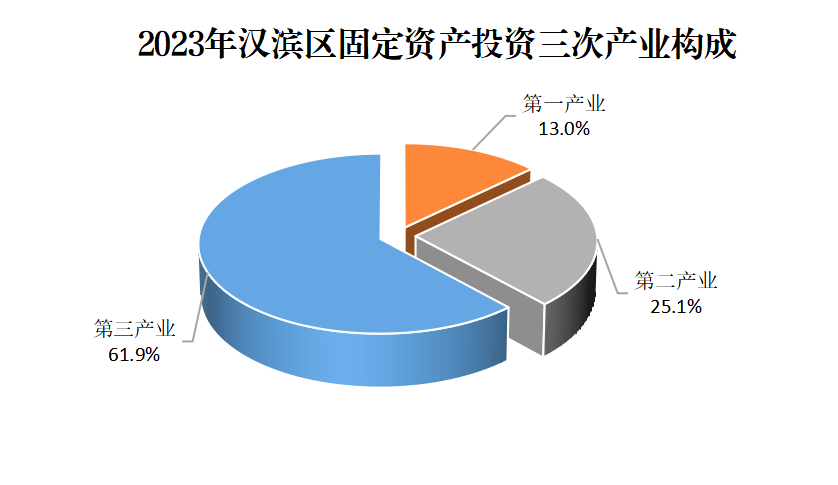 2023年汉滨区固定资产投资三次产业构成
第一产业
13.0%
第二产业
25.1%
第三产业
61.9%